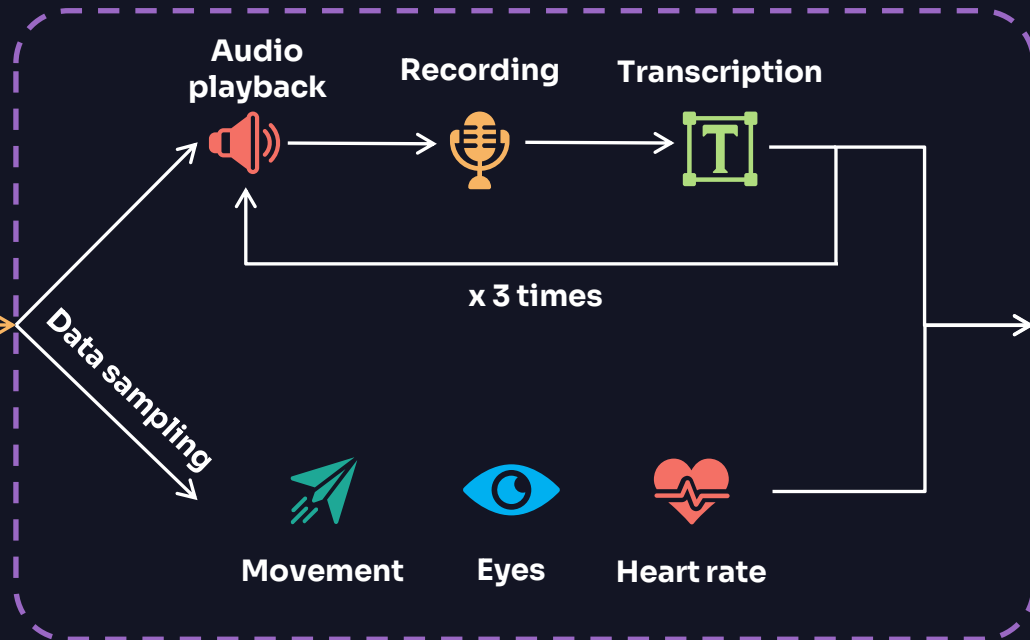 Audio
playback
Recording
Transcription
T
x 3 times
Data sampling
Movement
Eyes
Heart rate